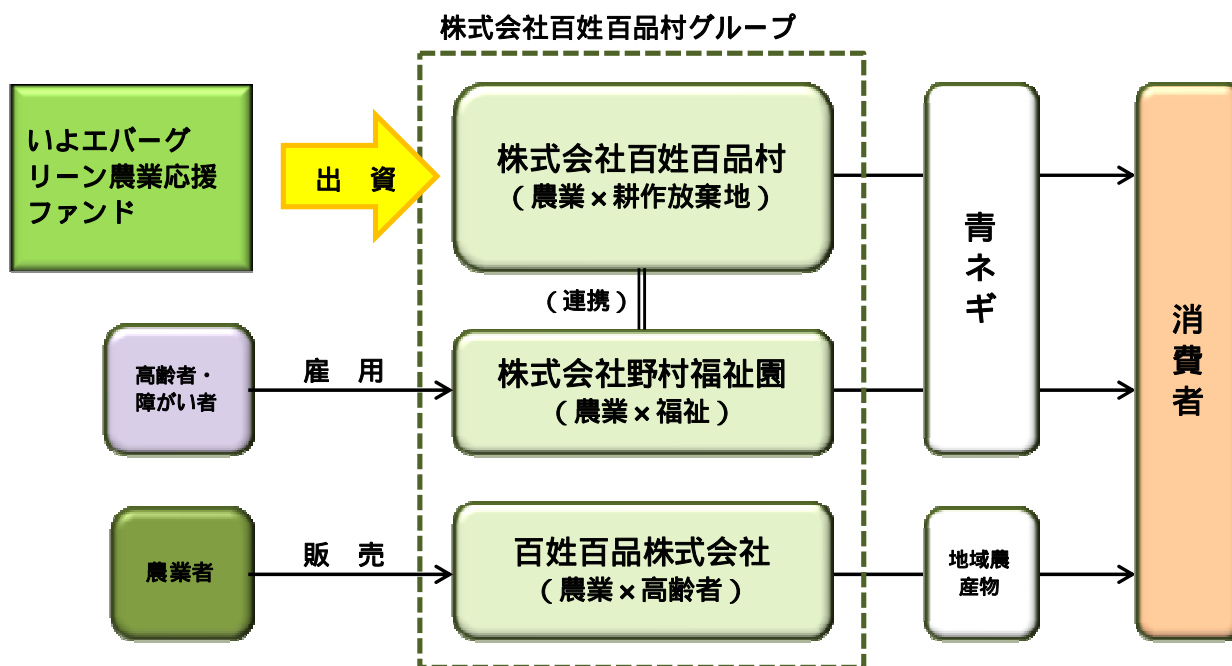 株式会社百姓百品村グループ
いよエバーグ
リーン農業応援
ファンド
出 資
株式会社百姓百品村
(農業×耕作放棄地)
(連携)
高齢者・
障がい者
雇 用
株式会社野村福祉園
(農業×福祉)
青ネギ
農業者
販 売
百姓百品株式会社
(農業×高齢者)
地域農
産物
消費者